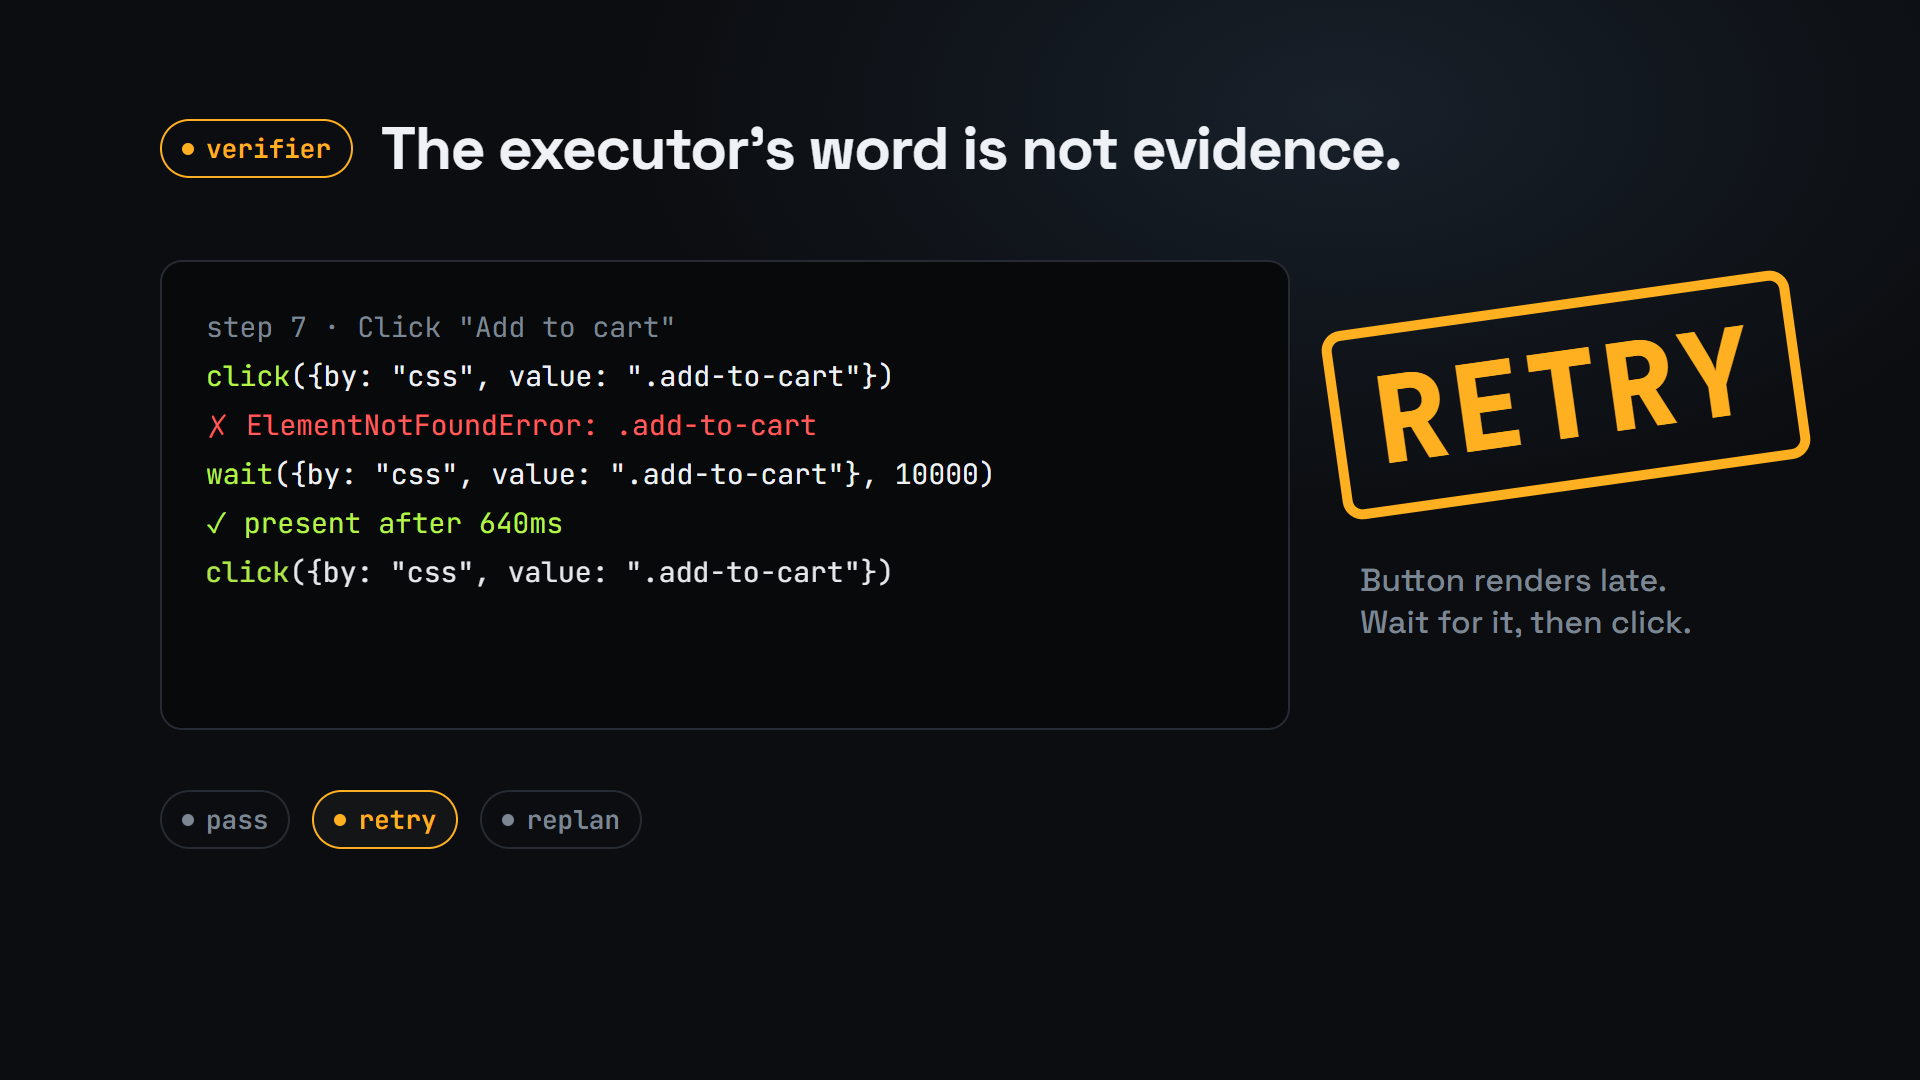 verifier
The executor’s word is not evidence.
step 7 · Click "Add to cart"
click({by: "css", value: ".add-to-cart"})
✗ ElementNotFoundError: .add-to-cart
wait({by: "css", value: ".add-to-cart"}, 10000)
✓ present after 640ms
click({by: "css", value: ".add-to-cart"})
RETRY
Button renders late.
Wait for it, then click.
pass
retry
replan